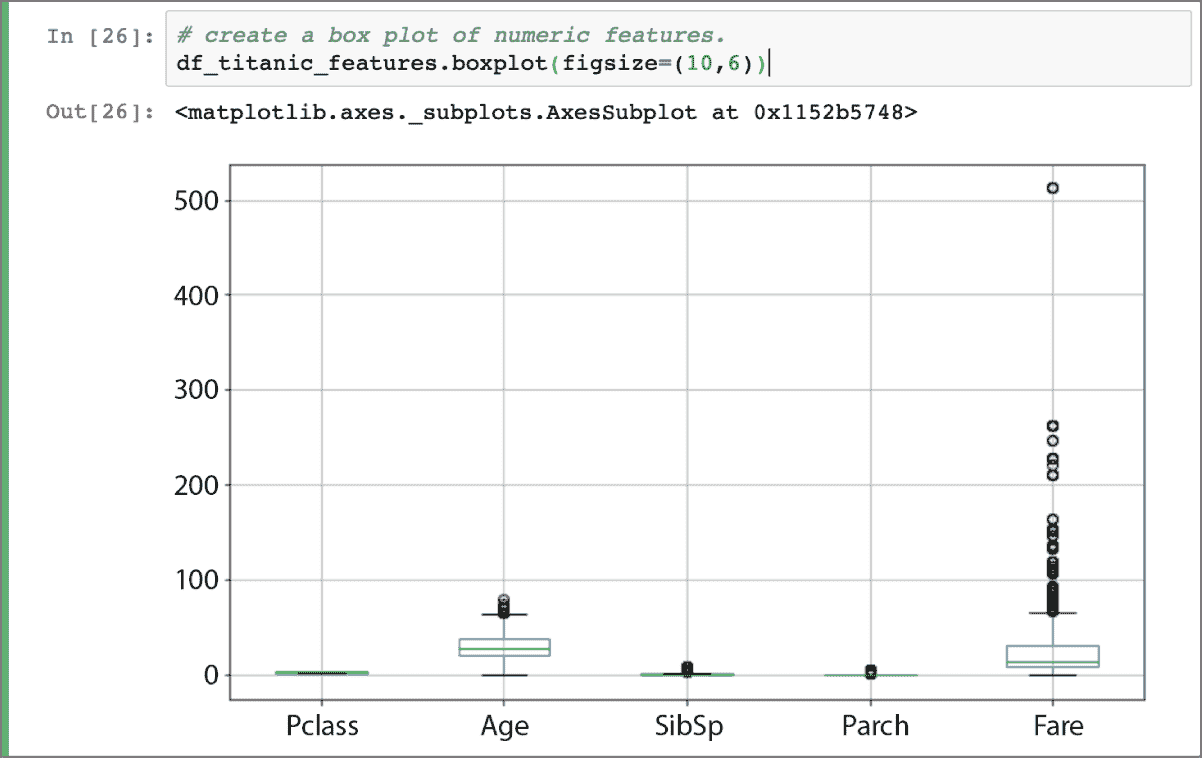 In [26]: # create a box plot of numeric features.
df_titanic_features.boxplot(figsize=(10,6))
Out[26]: <matplotlib.axes._subplots.AxesSubplot at 0x1152b5748>
500
400
300
200
100
0
Pclass Age SibSp Parch Fare